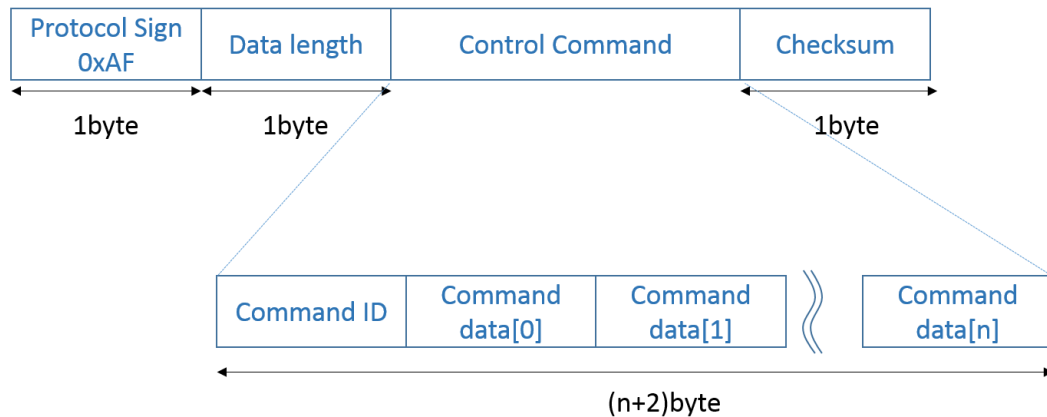 Protocol Sign
0xAF
Data length
Control Command
Checksum
1byte
1byte
1byte
Command ID
Command
data[0]
Command
data[1]
Command
data[n]
(n+2)byte